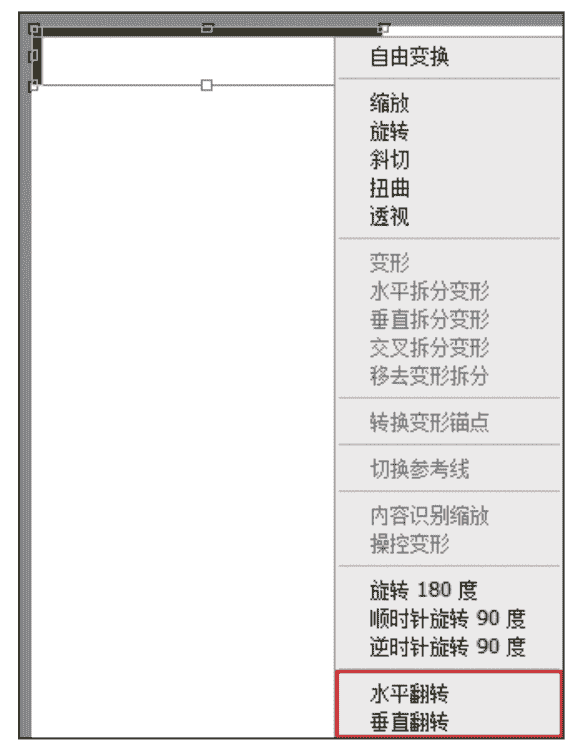 自由变换
缩放
旋转
斜切
扭曲
透视
变形
水平拆分变形
垂直拆分变形
交叉拆分变形
移去变形拆分
转换变形锚点
切换参考线
内容识别缩放
操控变形
旋转 180 度
顺时针旋转 90 度
逆时针旋转 90 度
水平翻转
垂直翻转